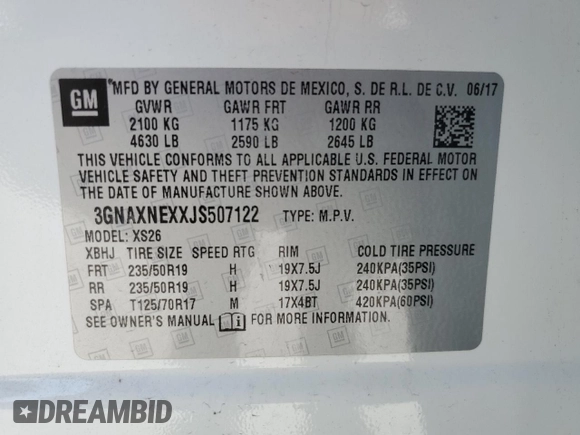 GM
MFD BY GENERAL MOTORS DE MEXICO, S. DE R.L. DE C.V. 06/17
GVWR GAWR FRT GAWR RR
2100 KG 1175 KG 1200 KG
4630 LB 2590 LB 2645 LB
THIS VEHICLE CONFORMS TO ALL APPLICABLE U.S. FEDERAL MOTOR
VEHICLE SAFETY AND THEFT PREVENTION STANDARDS IN EFFECT ON
THE DATE OF MANUFACTURE SHOWN ABOVE.
3GNAXNEXXJS507122 TYPE: M.P.V.
MODEL: XS26
XBHJ TIRE SIZE SPEED RTG RIM COLD TIRE PRESSURE
FRT 235/50R19 H 19X7.5J 240KPA(35PSI)
RR 235/50R19 H 19X7.5J 240KPA(35PSI)
SPA T125/70R17 M 17X4BT 420KPA(60PSI)
SEE OWNER'S MANUAL FOR MORE INFORMATION.
DREAMBID